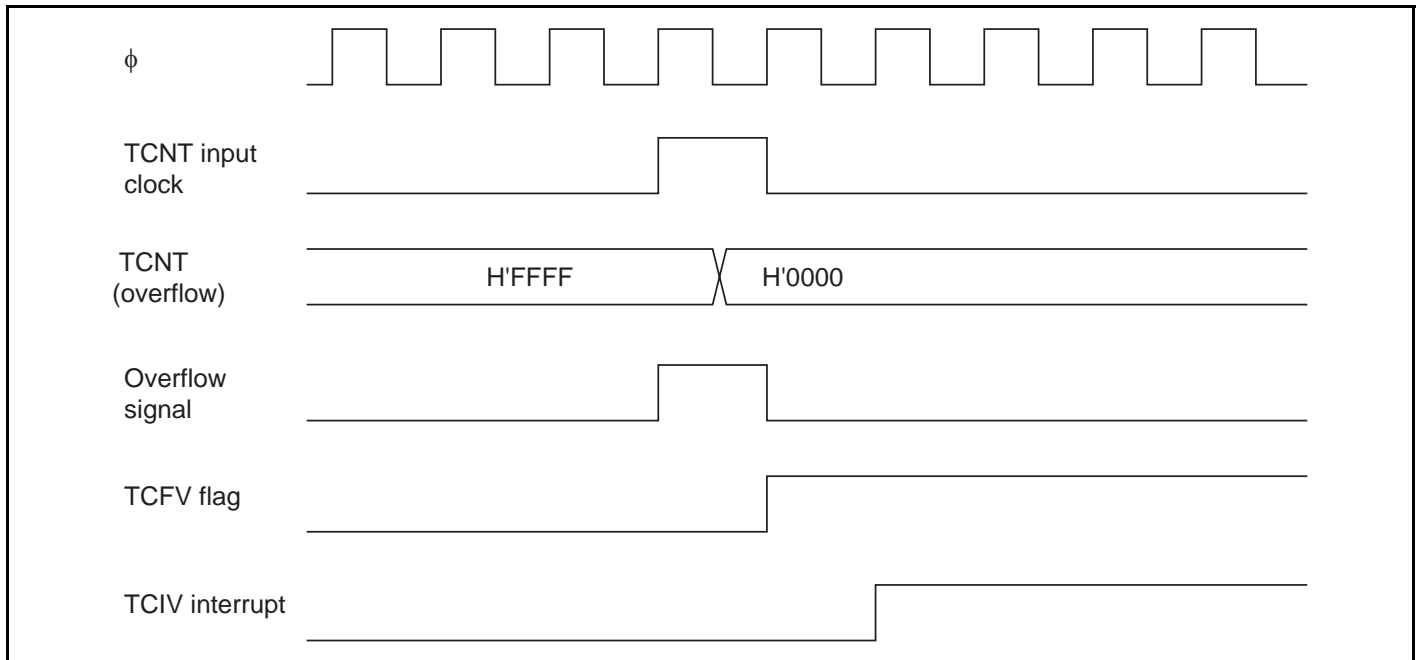 ϕ
TCNT input
clock
TCNT
(overflow)
H'FFFF
H'0000
Overflow
signal
TCFV flag
TCIV interrupt